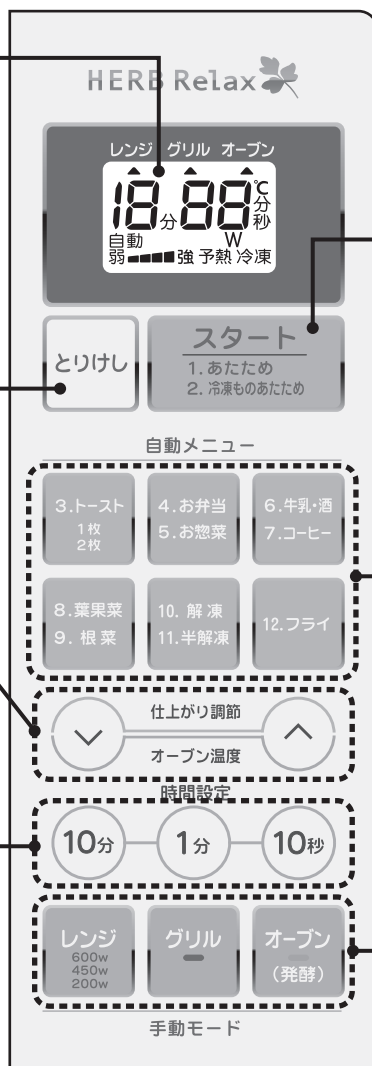 HERB Relax
レンジ グリル オーブン
18分88℃分秒
自動 W
弱 強 予熱 冷凍
とりけし
スタート
1.あたため
2.冷凍ものあたため
自動メニュー
3.トースト
1枚
2枚
4.お弁当
5.お惣菜
6.牛乳・酒
7.コーヒー
8.葉果菜
9.根菜
10.解凍
11.半解凍
12.フライ
仕上がり調節
オーブン温度
時間設定
10分 1分 10秒
レンジ
600w
450w
200w
グリル
オーブン
(発酵)
手動モード